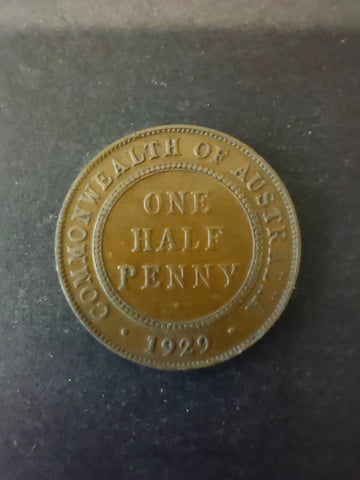 COMMONWEALTH OF AUSTRALIA
ONE
HALF
PENNY
· 1929 ·